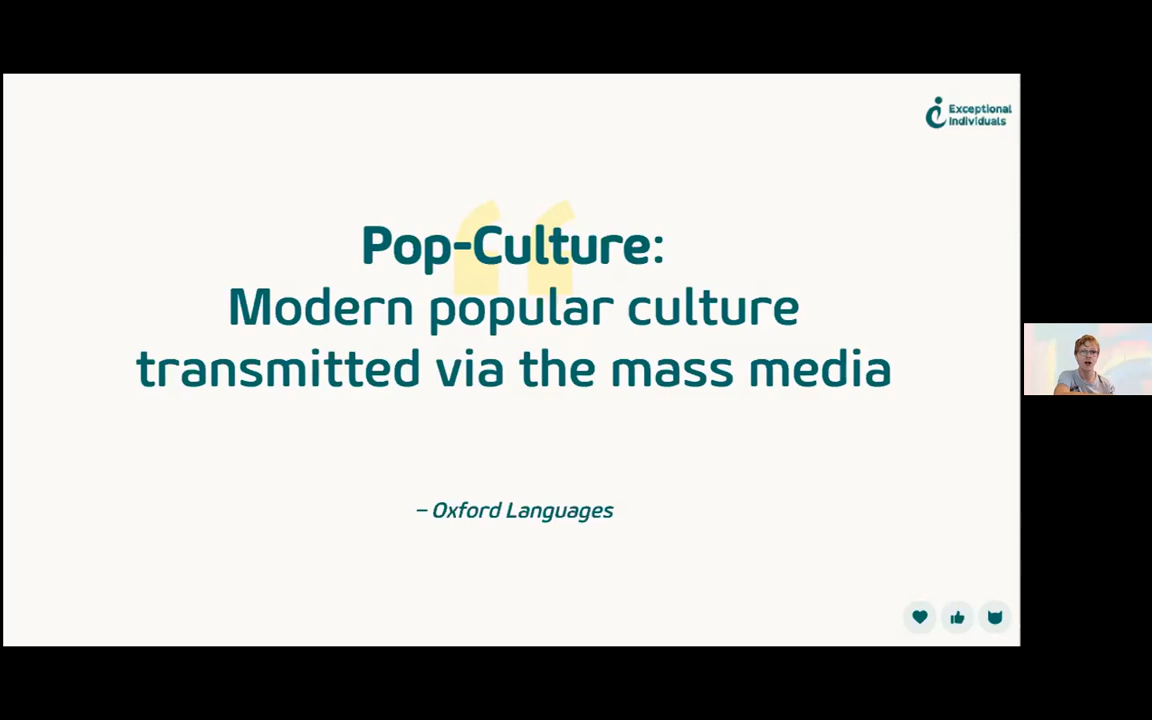 Exceptional
Individuals
Pop-Culture:
Modern popular culture
transmitted via the mass media
– Oxford Languages